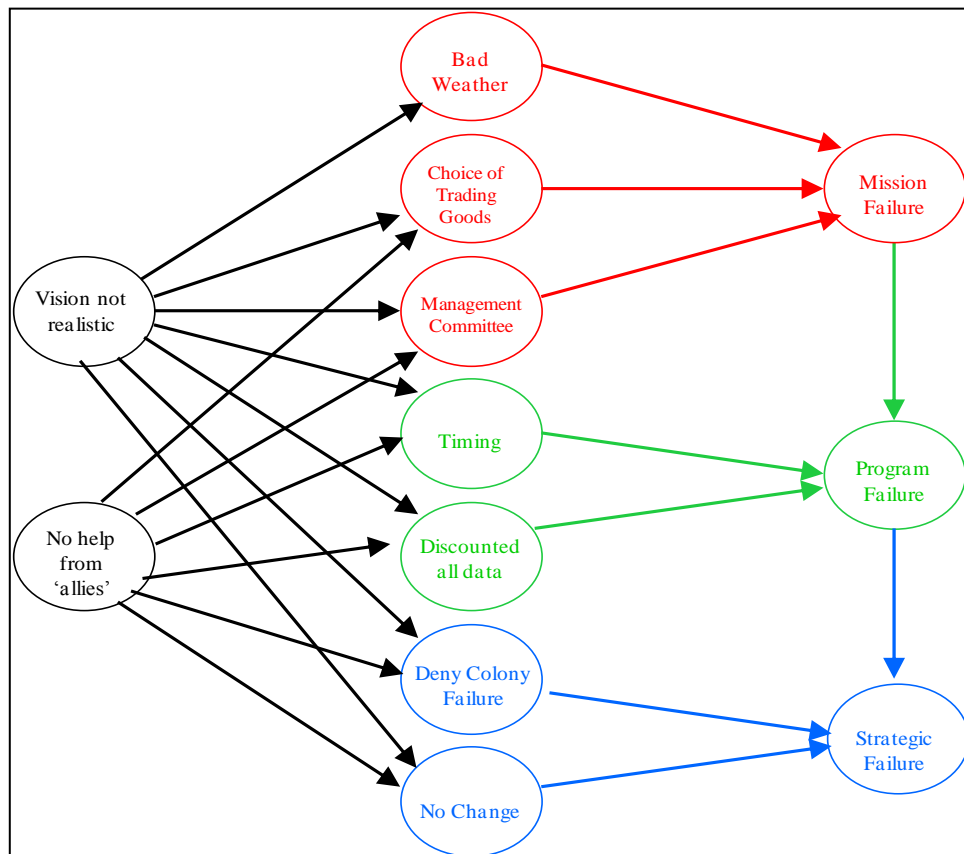 Bad
Weather
Choice of
Trading
Goods
Mission
Failure
Vision not
realistic
Management
Committee
Timing
Program
Failure
No help
from
‘allies’
Discounted
all data
Deny Colony
Failure
Strategic
Failure
No Change